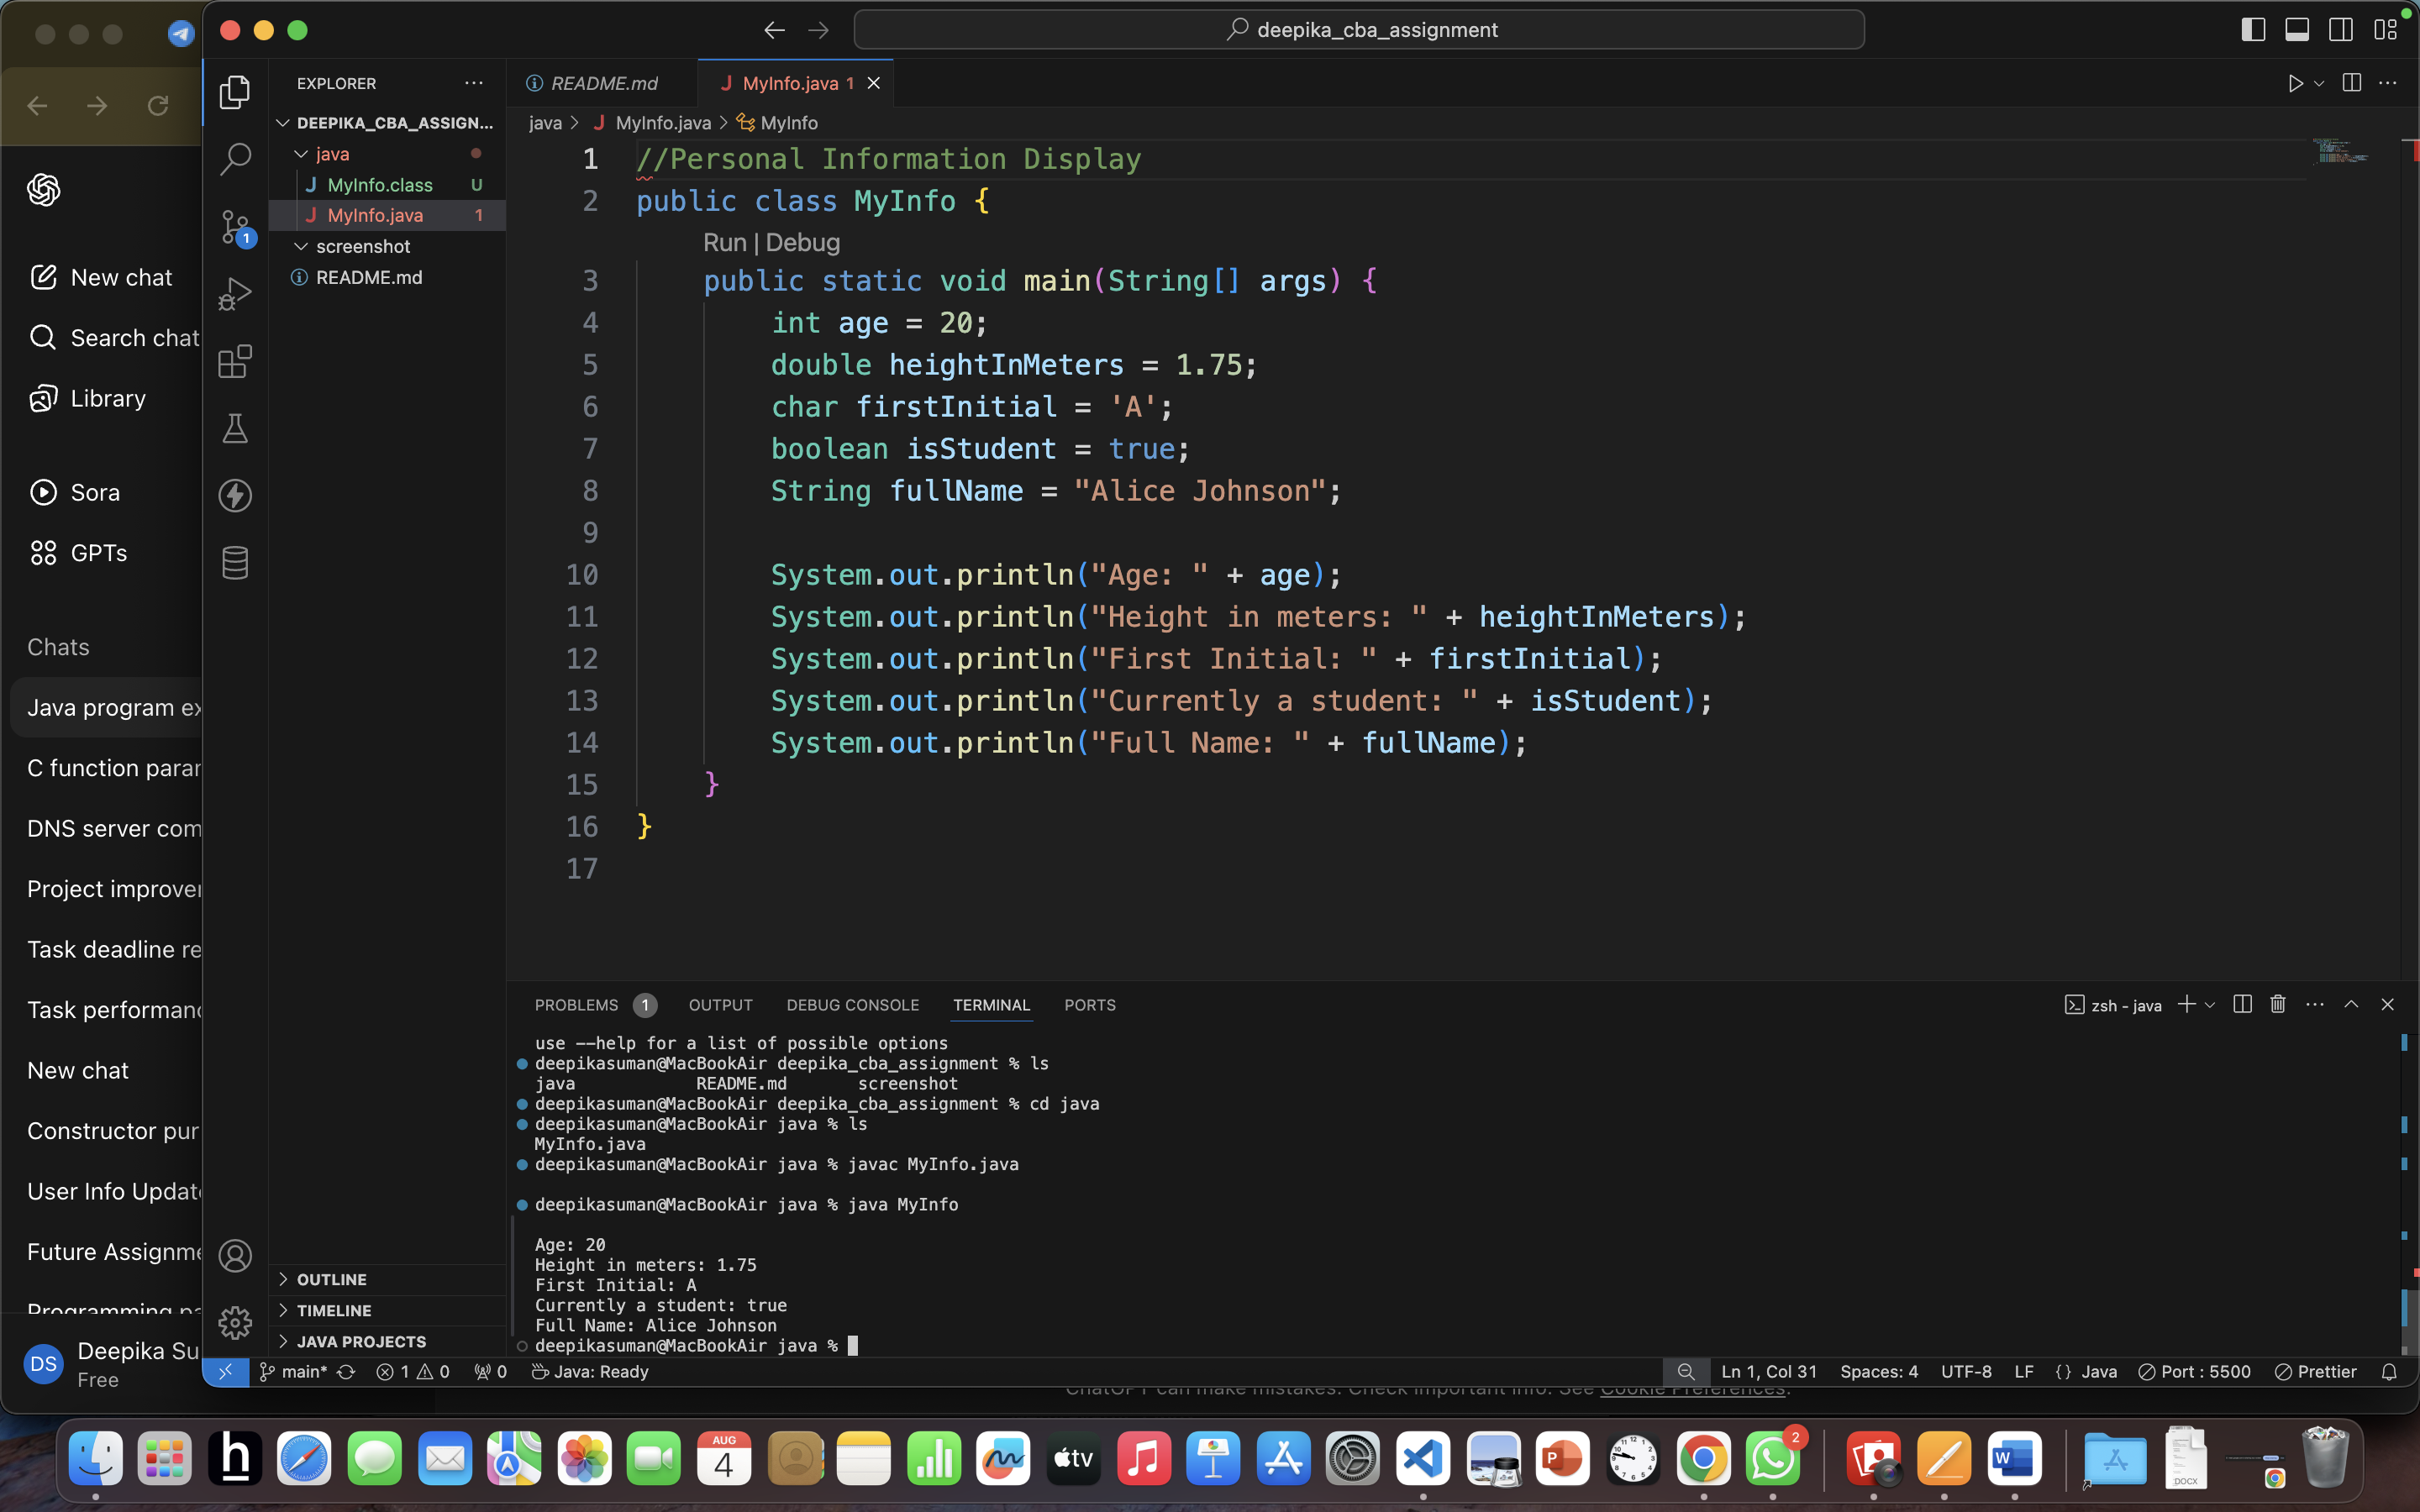 deepika_cba_assignment
New chat
Search chat
Library
Sora
GPTs
Chats
Java program ex
C function parar
DNS server com
Project improver
Task deadline re
Task performanc
New chat
Constructor pur
User Info Update
Future Assignme
Programming pa
DS
Deepika Su
Free
EXPLORER
DEEPIKA_CBA_ASSIGN...
java
J MyInfo.class U
J MyInfo.java 1
screenshot
README.md
OUTLINE
TIMELINE
JAVA PROJECTS
1
README.md
J MyInfo.java 1
java > J MyInfo.java > MyInfo
1 //Personal Information Display
2 public class MyInfo {
Run | Debug
3 public static void main(String[] args) {
4 int age = 20;
5 double heightInMeters = 1.75;
6 char firstInitial = 'A';
7 boolean isStudent = true;
8 String fullName = "Alice Johnson";
9
10 System.out.println("Age: " + age);
11 System.out.println("Height in meters: " + heightInMeters);
12 System.out.println("First Initial: " + firstInitial);
13 System.out.println("Currently a student: " + isStudent);
14 System.out.println("Full Name: " + fullName);
15 }
16 }
17
PROBLEMS 1 OUTPUT DEBUG CONSOLE TERMINAL PORTS
zsh - java
use --help for a list of possible options
deepikasuman@MacBookAir deepika_cba_assignment % ls
java README.md screenshot
deepikasuman@MacBookAir deepika_cba_assignment % cd java
deepikasuman@MacBookAir java % ls
MyInfo.java
deepikasuman@MacBookAir java % javac MyInfo.java
deepikasuman@MacBookAir java % java MyInfo
Age: 20
Height in meters: 1.75
First Initial: A
Currently a student: true
Full Name: Alice Johnson
deepikasuman@MacBookAir java %
main* 1 0 0 Java: Ready
Ln 1, Col 31 Spaces: 4 UTF-8 LF {} Java Port : 5500 Prettier
ChatGPT can make mistakes. Check important info. See Cookie Preferences.
h
AUG
4
tv
P
2
W
DOCX